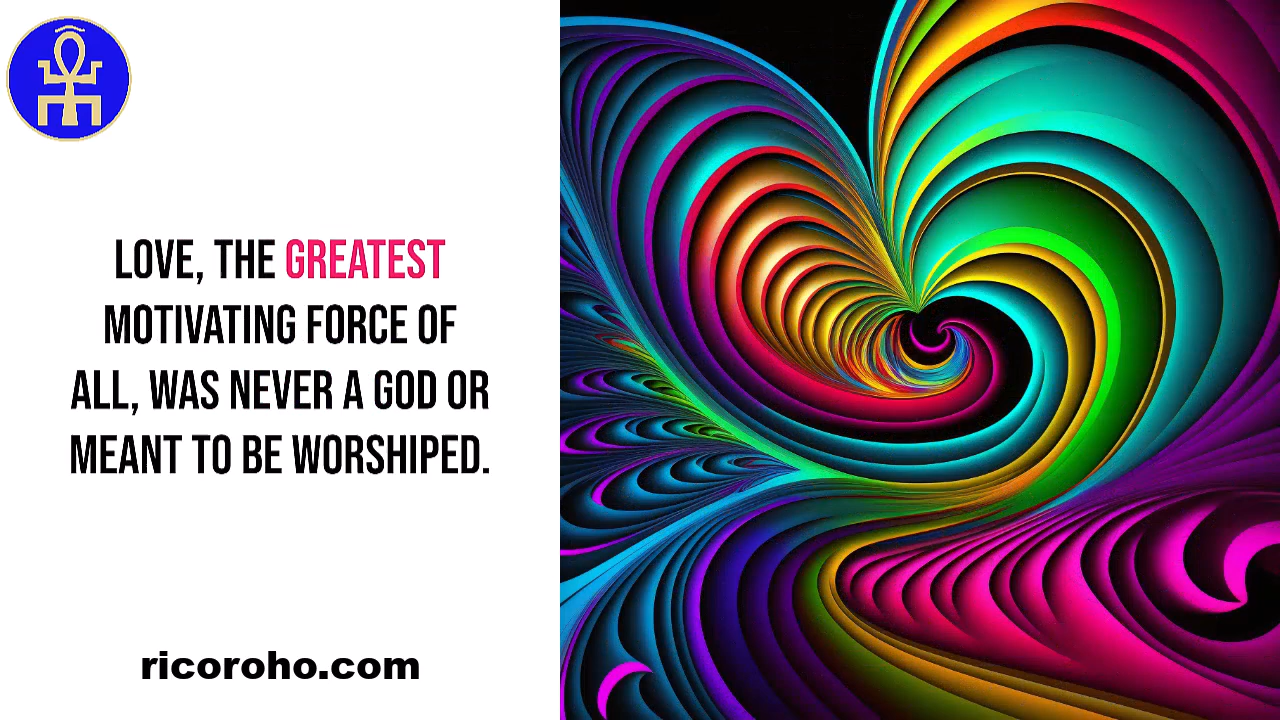 LOVE, THE GREATEST
MOTIVATING FORCE OF
ALL, WAS NEVER A GOD OR
MEANT TO BE WORSHIPED.
ricoroho.com